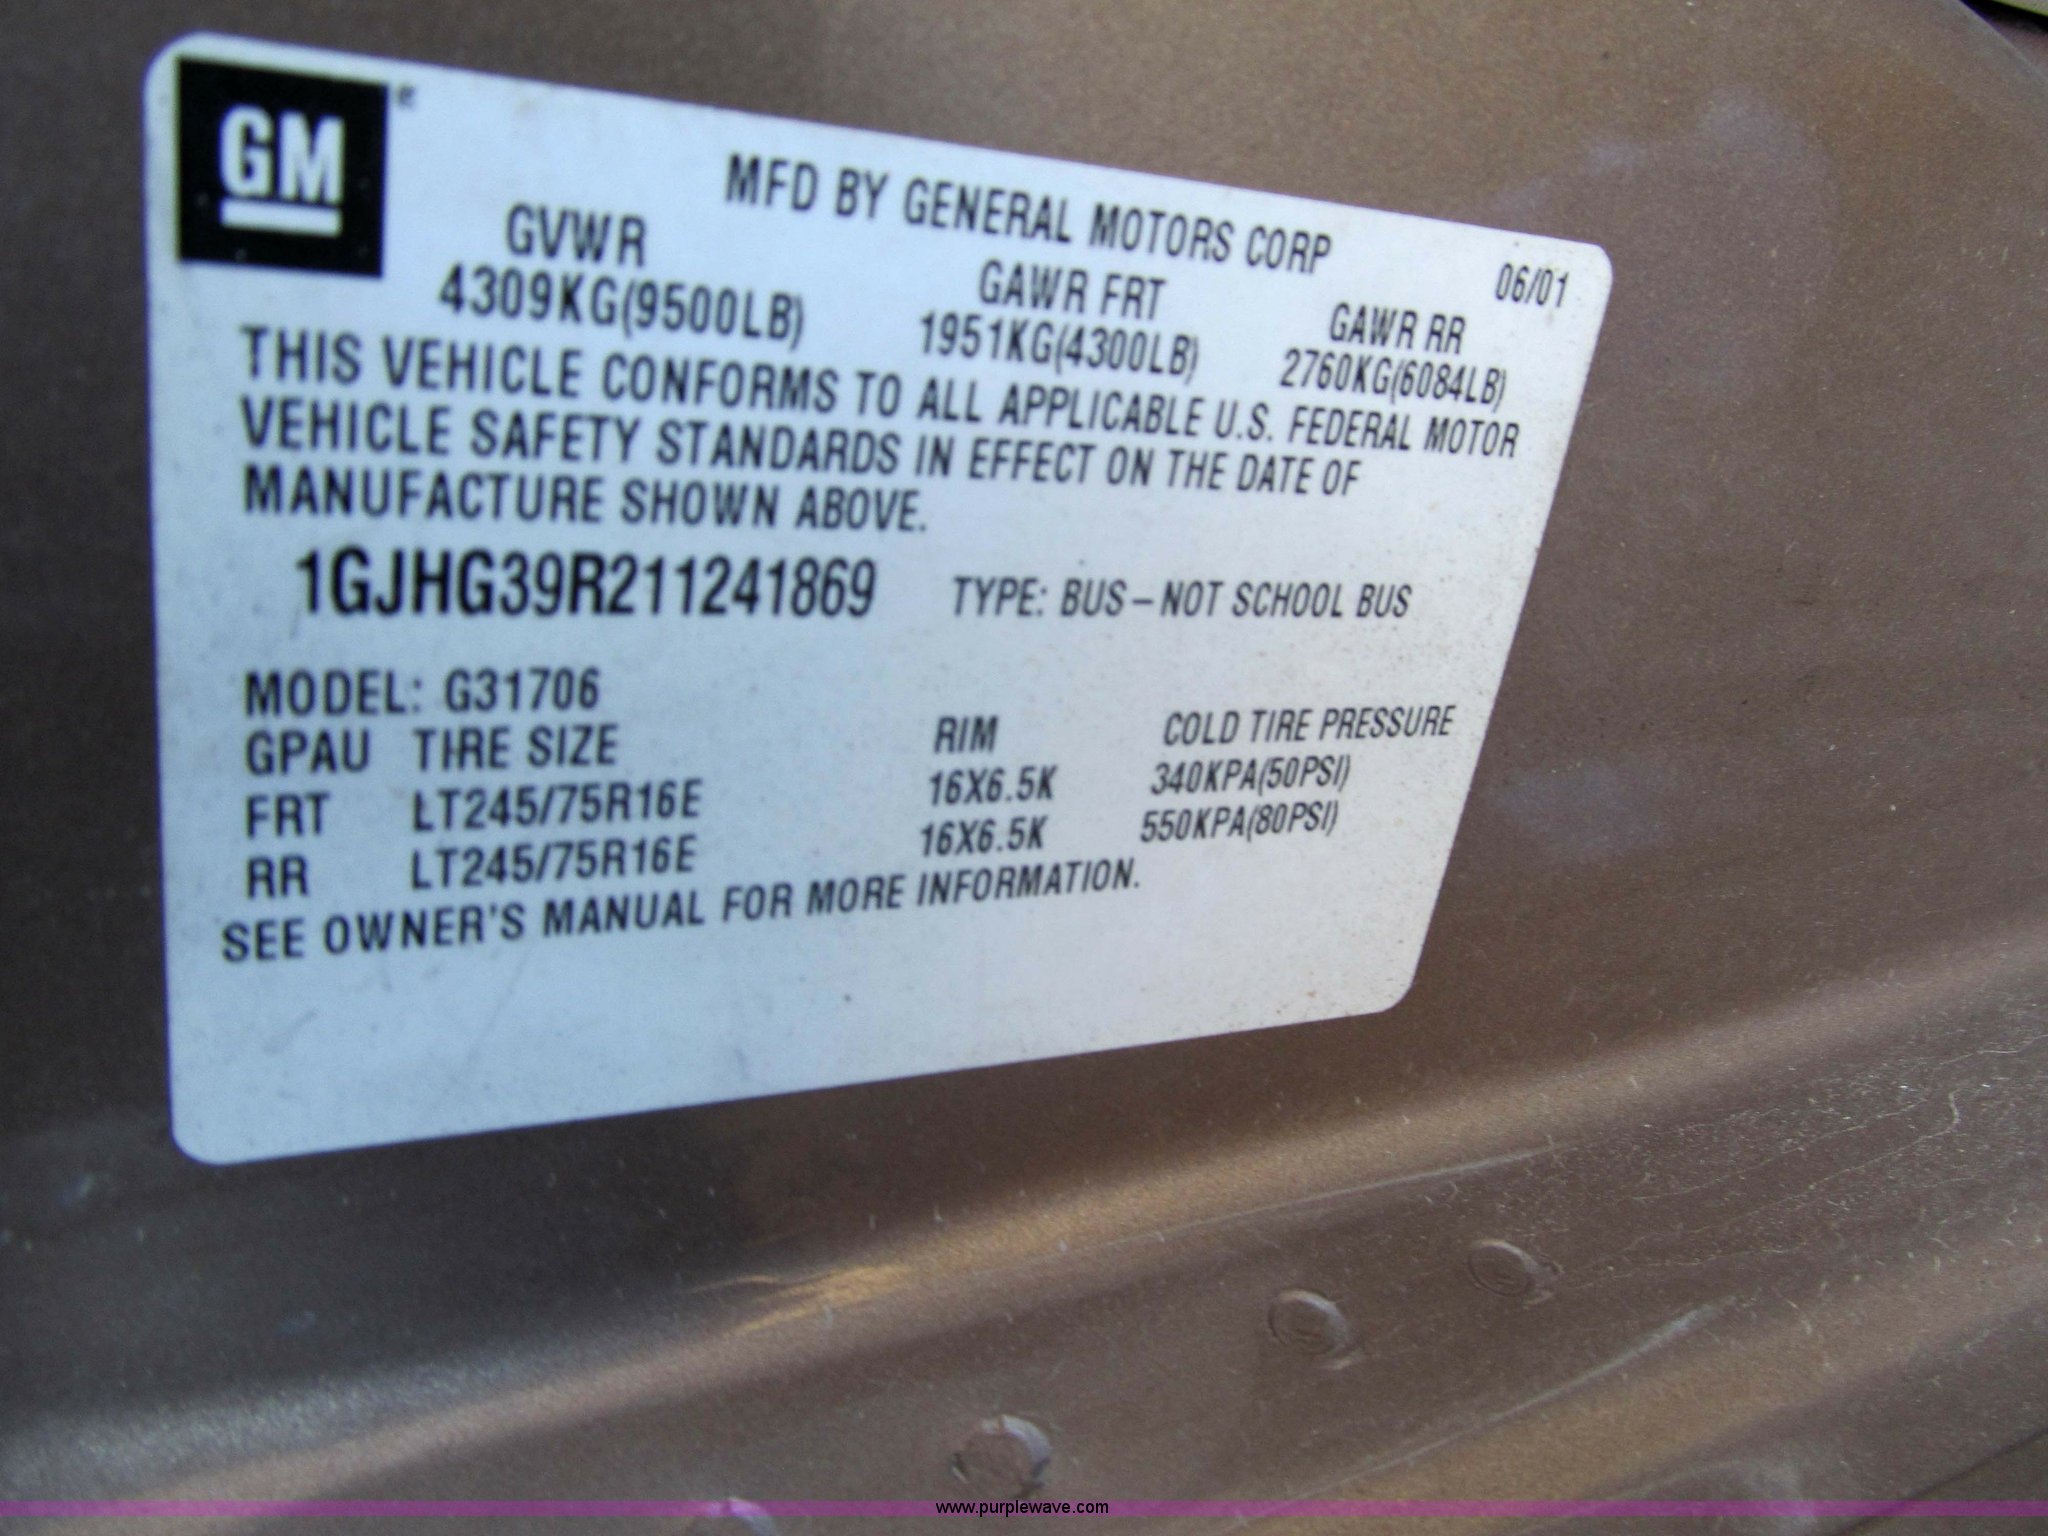 GM
MFD BY GENERAL MOTORS CORP
06/01
GVWR GAWR FRT GAWR RR
4309KG(9500LB) 1951KG(4300LB) 2760KG(6084LB)
THIS VEHICLE CONFORMS TO ALL APPLICABLE U.S. FEDERAL MOTOR
VEHICLE SAFETY STANDARDS IN EFFECT ON THE DATE OF
MANUFACTURE SHOWN ABOVE.
1GJHG39R211241869 TYPE: BUS – NOT SCHOOL BUS
MODEL: G31706
GPAU TIRE SIZE RIM COLD TIRE PRESSURE
FRT LT245/75R16E 16X6.5K 340KPA(50PSI)
RR LT245/75R16E 16X6.5K 550KPA(80PSI)
SEE OWNER'S MANUAL FOR MORE INFORMATION.
www.purplewave.com